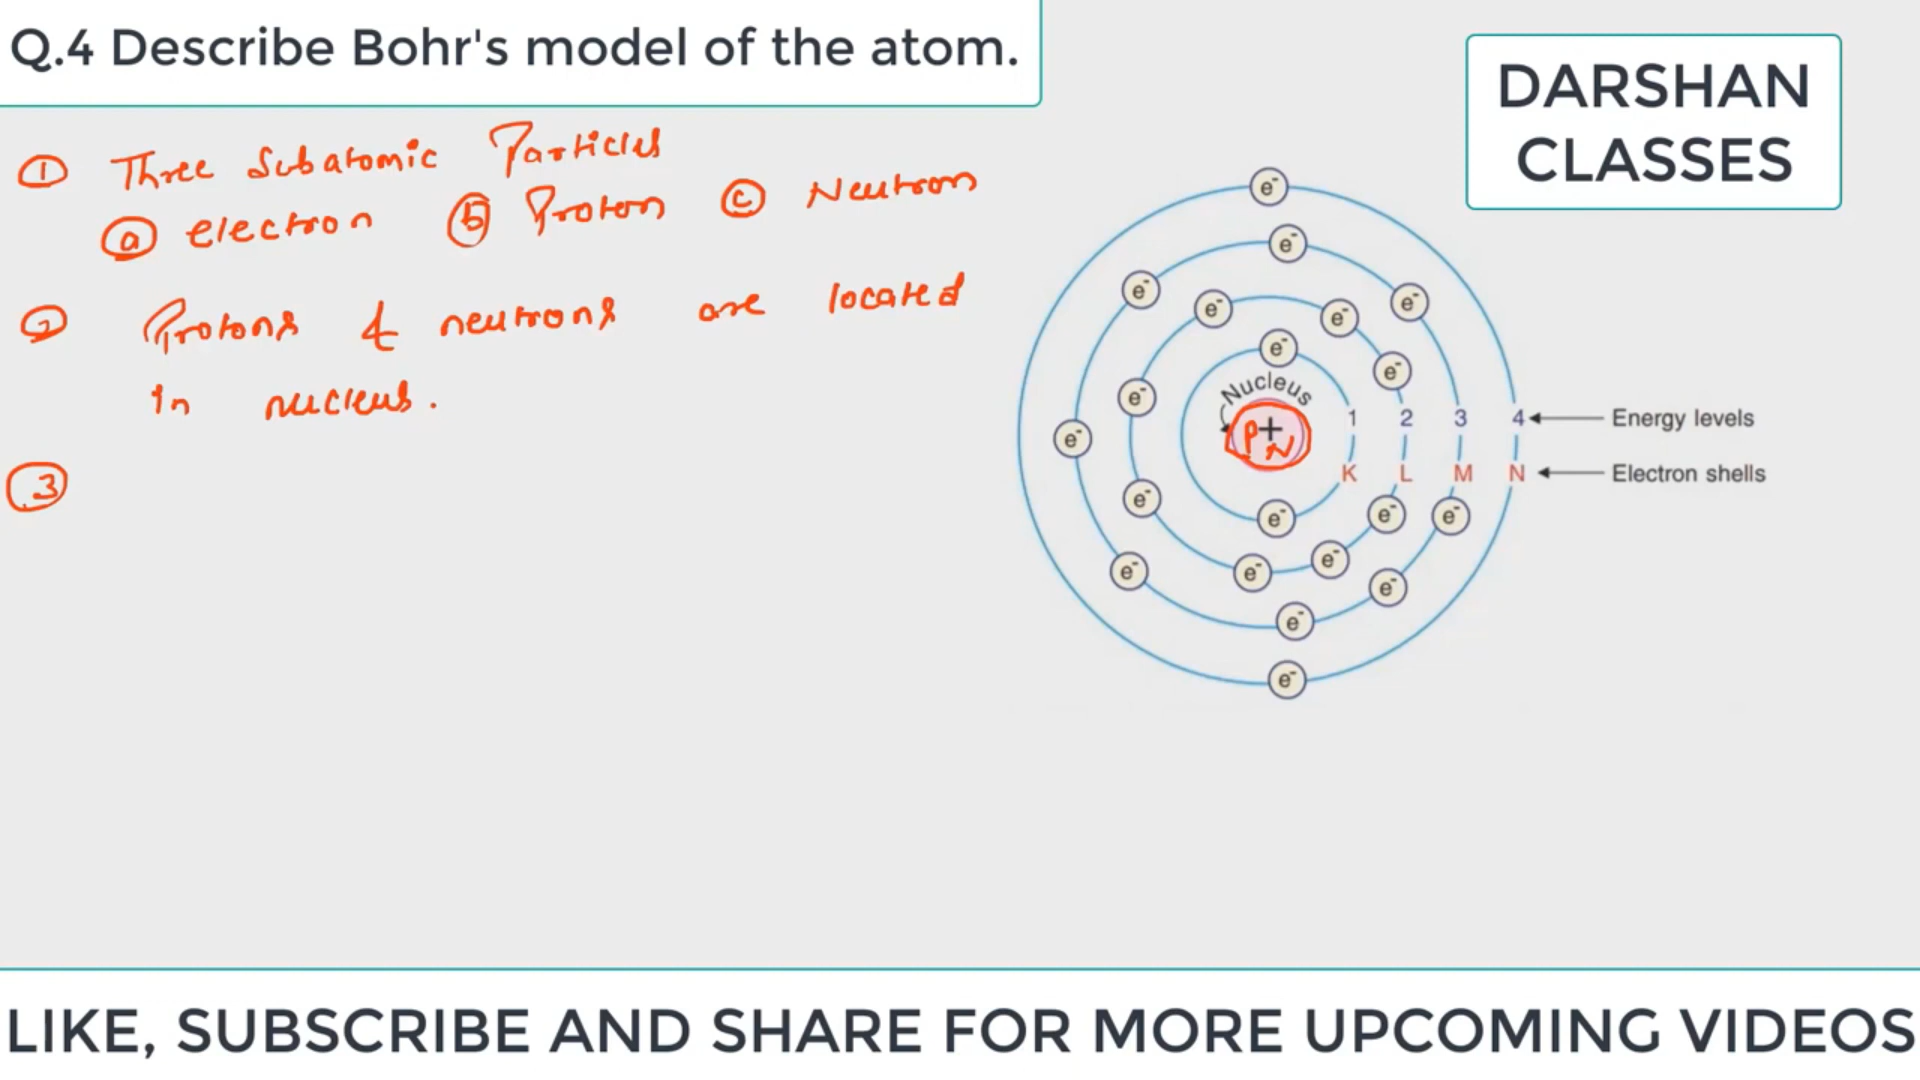 Q.4 Describe Bohr's model of the atom.
DARSHAN
CLASSES
① Three Subatomic Particles
ⓐ electron ⓑ Proton ⓒ Neutron
② Protons & neutrons are located
in nucleus.
③
e⁻
e⁻
e⁻
e⁻
e⁻
e⁻
e⁻
e⁻
Nucleus
e⁻
+
P N
1 2 3 4 Energy levels
e⁻
K L M N Electron shells
e⁻
e⁻
e⁻
e⁻
e⁻
e⁻
e⁻
e⁻
e⁻
e⁻
e⁻
LIKE, SUBSCRIBE AND SHARE FOR MORE UPCOMING VIDEOS